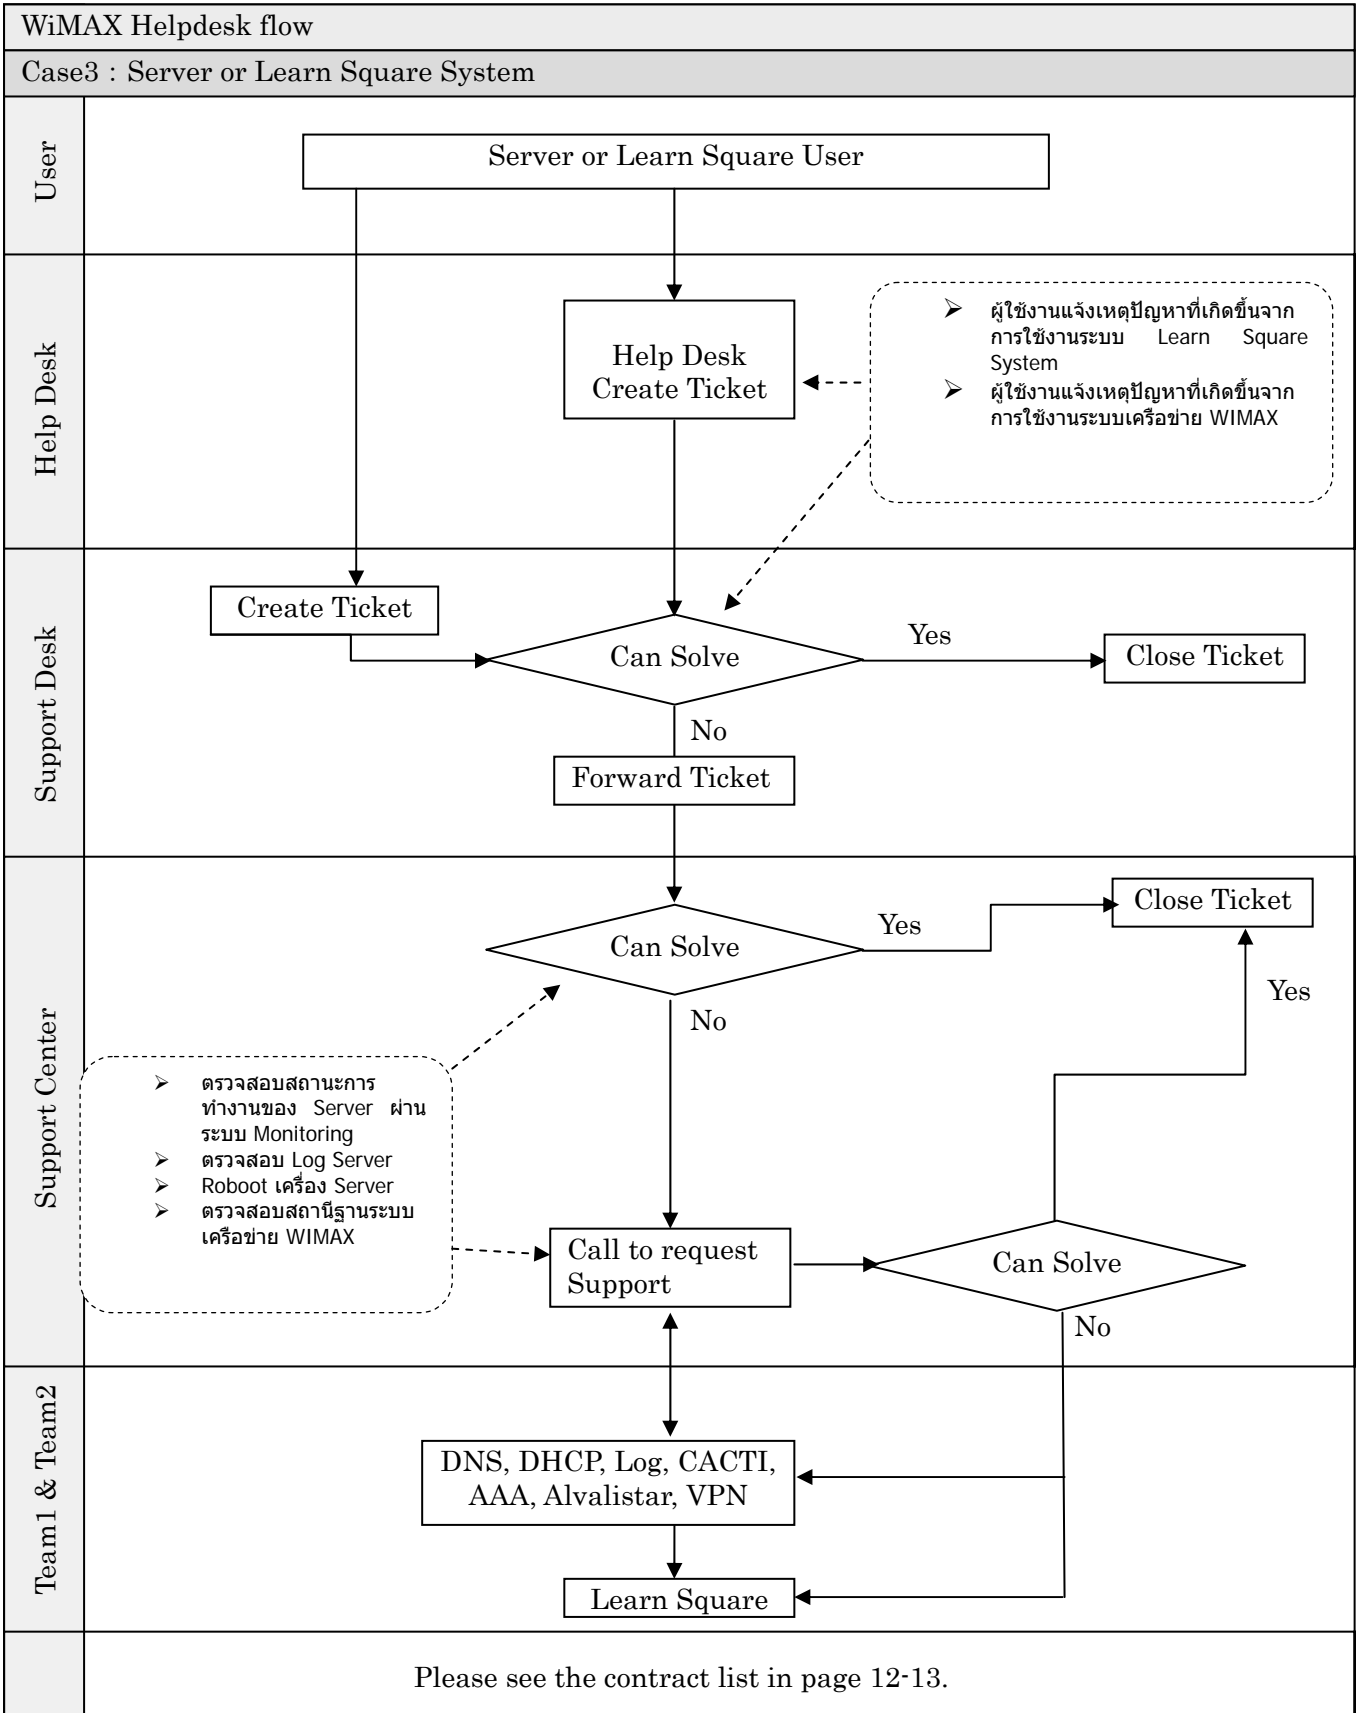 WiMAX Helpdesk flow
Case3 : Server or Learn Square System
User
Server or Learn Square User
Help Desk
Help Desk
Create Ticket
➢ ผู้ใช้งานแจ้งเหตุปัญหาที่เกิดขึ้นจาก
การใช้งานระบบ Learn Square
System
➢ ผู้ใช้งานแจ้งเหตุปัญหาที่เกิดขึ้นจาก
การใช้งานระบบเครือข่าย WIMAX
Support Desk
Create Ticket
Can Solve
Yes
Close Ticket
No
Forward Ticket
Support Center
Can Solve
Yes
Close Ticket
No
Yes
➢ ตรวจสอบสถานะการ
ทำงานของ Server ผ่าน
ระบบ Monitoring
➢ ตรวจสอบ Log Server
➢ Roboot เครื่อง Server
➢ ตรวจสอบสถานีฐานระบบ
เครือข่าย WIMAX
Call to request
Support
Can Solve
No
Team1 & Team2
DNS, DHCP, Log, CACTI,
AAA, Alvalistar, VPN
Learn Square
Please see the contract list in page 12-13.